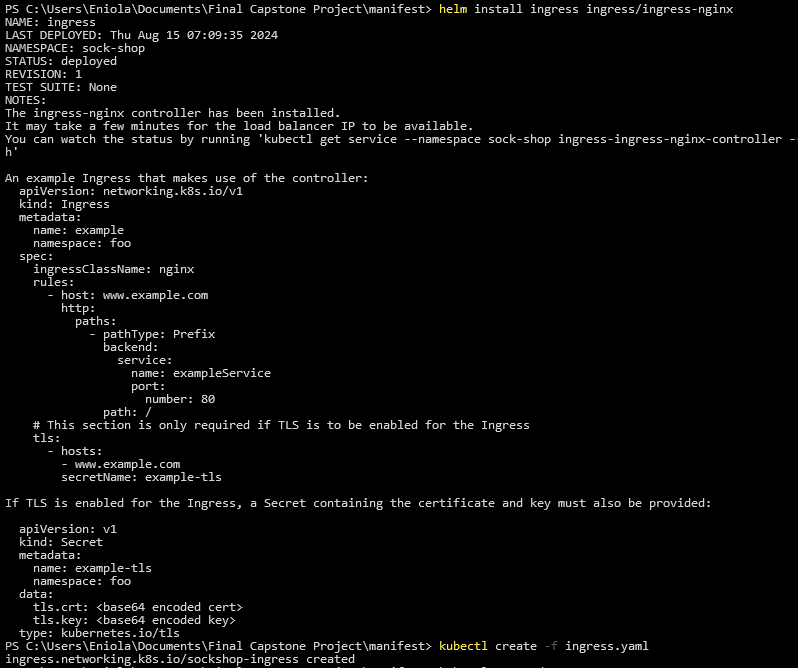 PS C:\Users\Eniola\Documents\Final Capstone Project\manifest> helm install ingress ingress/ingress-nginx
NAME: ingress
LAST DEPLOYED: Thu Aug 15 07:09:35 2024
NAMESPACE: sock-shop
STATUS: deployed
REVISION: 1
TEST SUITE: None
NOTES:
The ingress-nginx controller has been installed.
It may take a few minutes for the load balancer IP to be available.
You can watch the status by running 'kubectl get service --namespace sock-shop ingress-ingress-nginx-controller -
h'

An example Ingress that makes use of the controller:
  apiVersion: networking.k8s.io/v1
  kind: Ingress
  metadata:
    name: example
    namespace: foo
  spec:
    ingressClassName: nginx
    rules:
      - host: www.example.com
        http:
          paths:
            - pathType: Prefix
              backend:
                service:
                  name: exampleService
                  port:
                    number: 80
              path: /
    # This section is only required if TLS is to be enabled for the Ingress
    tls:
      - hosts:
        - www.example.com
        secretName: example-tls

If TLS is enabled for the Ingress, a Secret containing the certificate and key must also be provided:

  apiVersion: v1
  kind: Secret
  metadata:
    name: example-tls
    namespace: foo
  data:
    tls.crt: <base64 encoded cert>
    tls.key: <base64 encoded key>
  type: kubernetes.io/tls
PS C:\Users\Eniola\Documents\Final Capstone Project\manifest> kubectl create -f ingress.yaml
ingress.networking.k8s.io/sockshop-ingress created